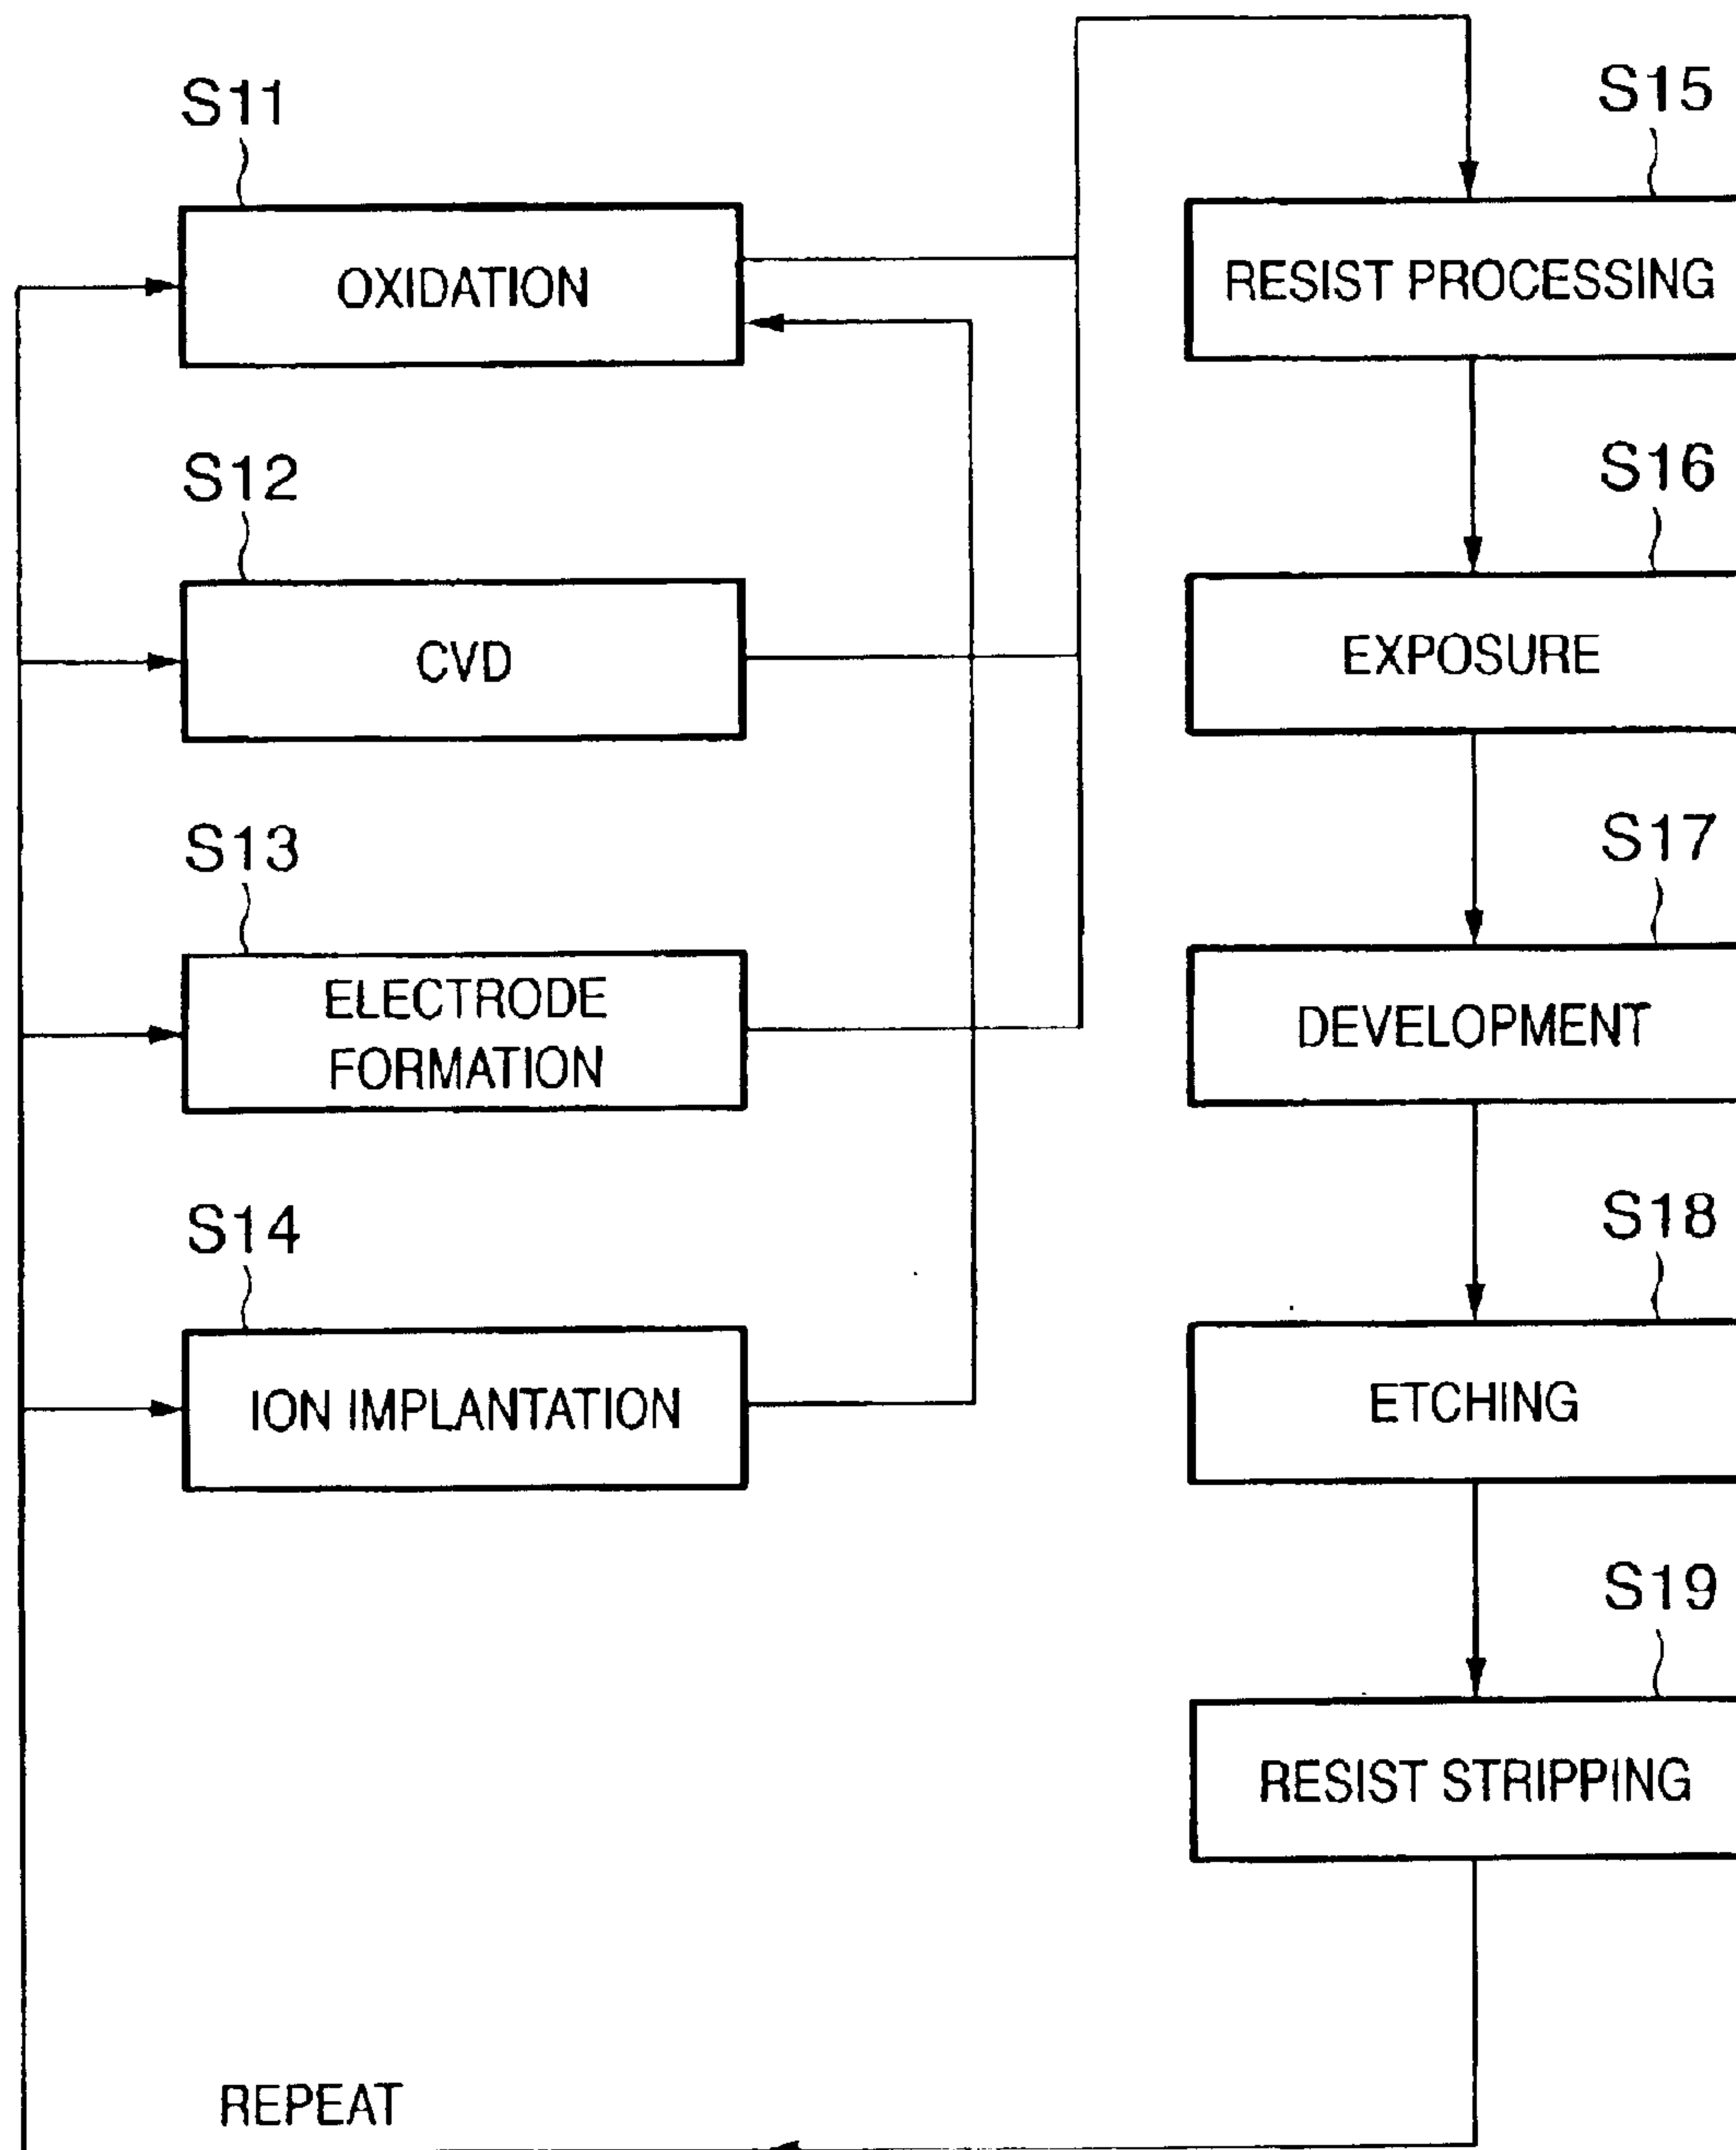 S11
OXIDATION
S12
CVD
S13
ELECTRODE
FORMATION
S14
ION IMPLANTATION
S15
RESIST PROCESSING
S16
EXPOSURE
S17
DEVELOPMENT
S18
ETCHING
S19
RESIST STRIPPING
REPEAT